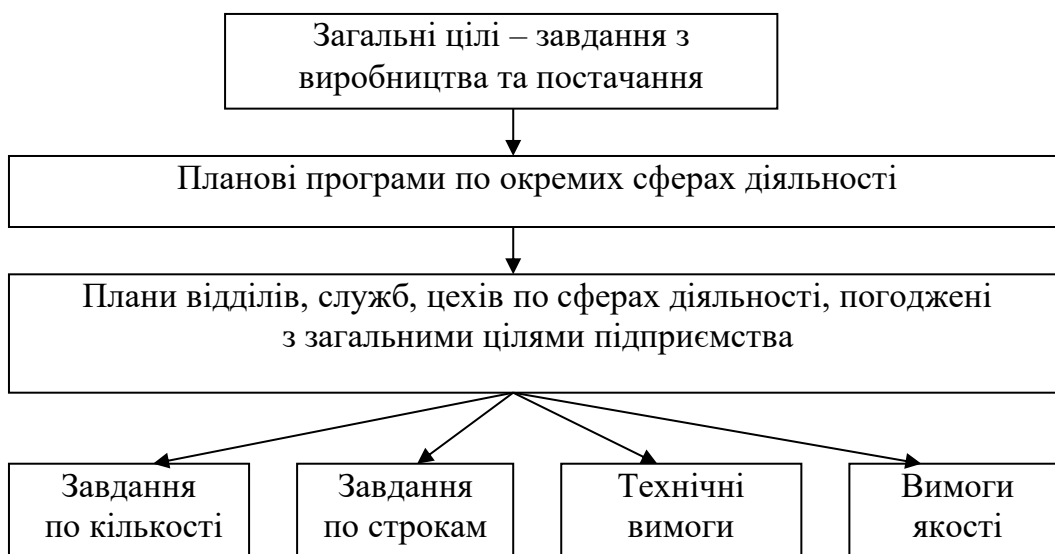 Загальні цілі – завдання з
виробництва та постачання
Планові програми по окремих сферах діяльності
Плани відділів, служб, цехів по сферах діяльності, погоджені
з загальними цілями підприємства
Завдання
по кількості
Завдання
по строкам
Технічні
вимоги
Вимоги
якості